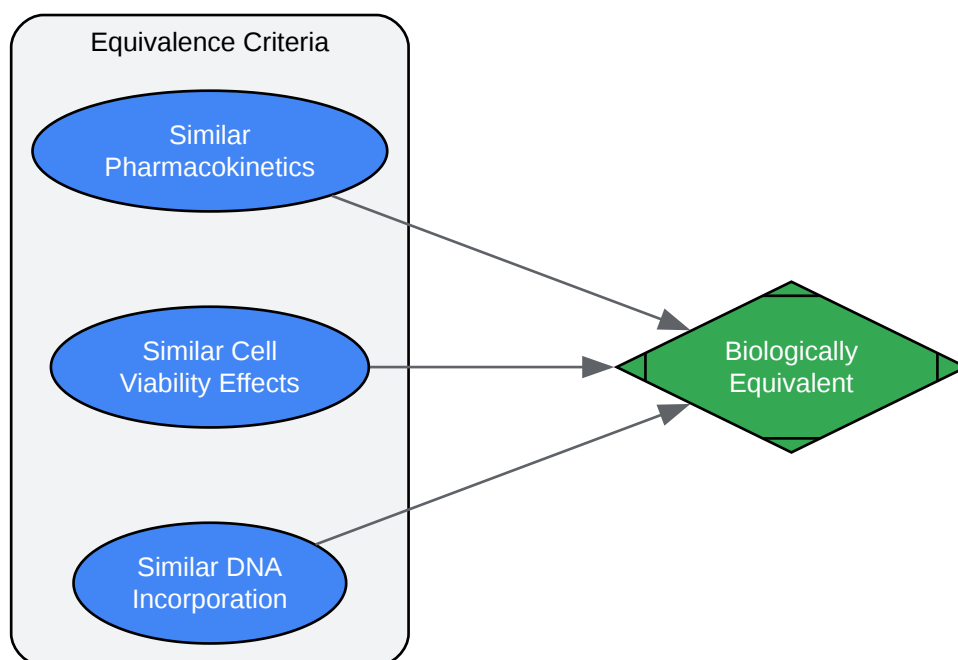 Equivalence Criteria
Similar
Pharmacokinetics
Similar Cell
Viability Effects
Biologically
Equivalent
Similar DNA
Incorporation